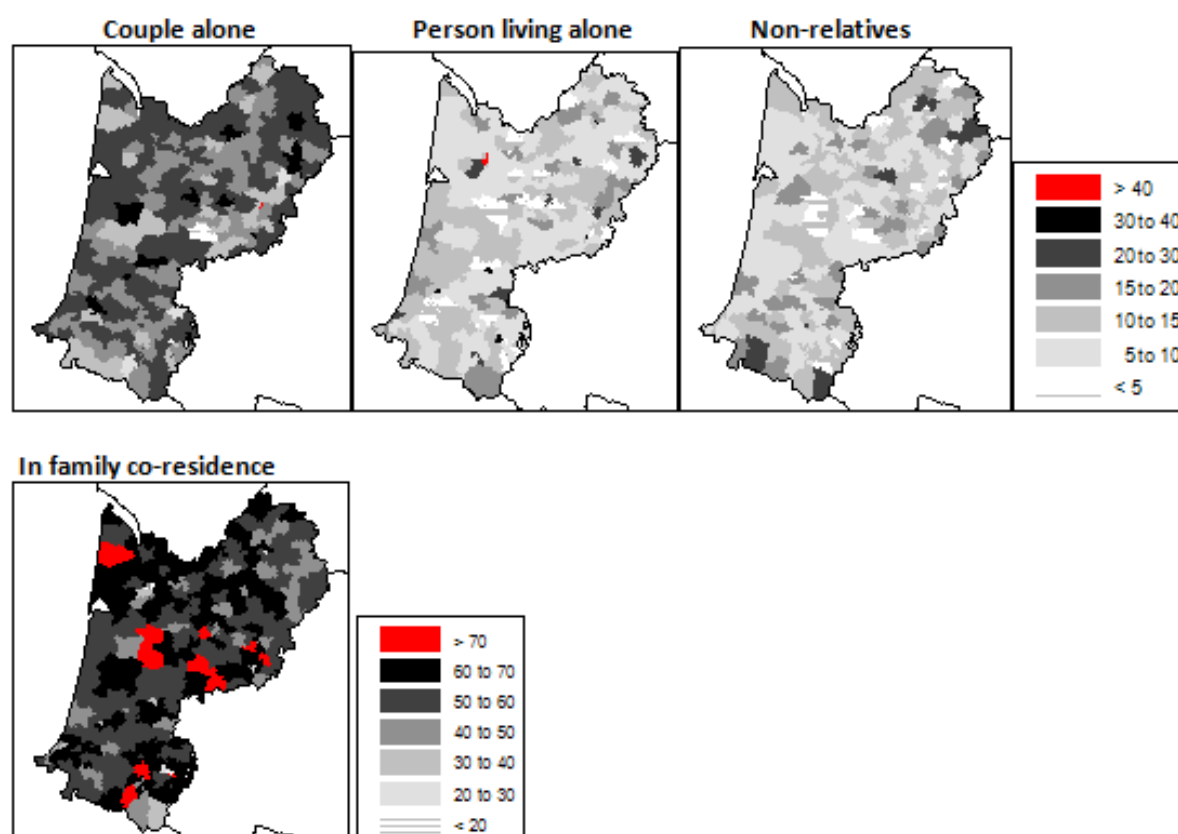 Couple alone
Person living alone
Non-relatives
> 40
30 to 40
20 to 30
15 to 20
10 to 15
5 to 10
< 5
In family co-residence
> 70
60 to 70
50 to 60
40 to 50
30 to 40
20 to 30
< 20